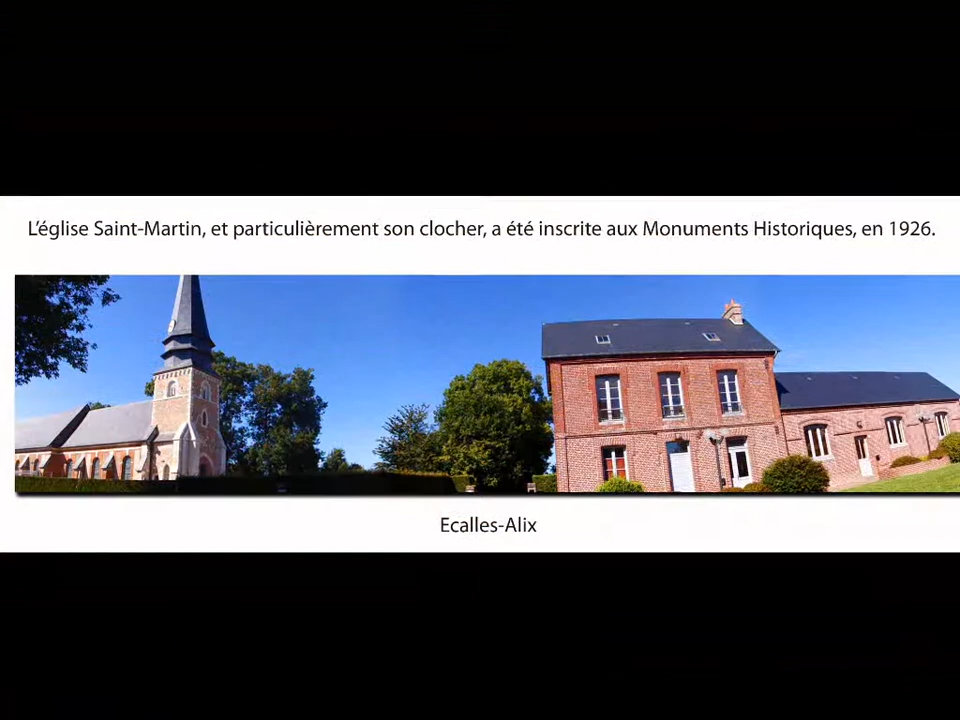 L'église Saint-Martin, et particulièrement son clocher, a été inscrite aux Monuments Historiques, en 1926.
Ecalles-Alix